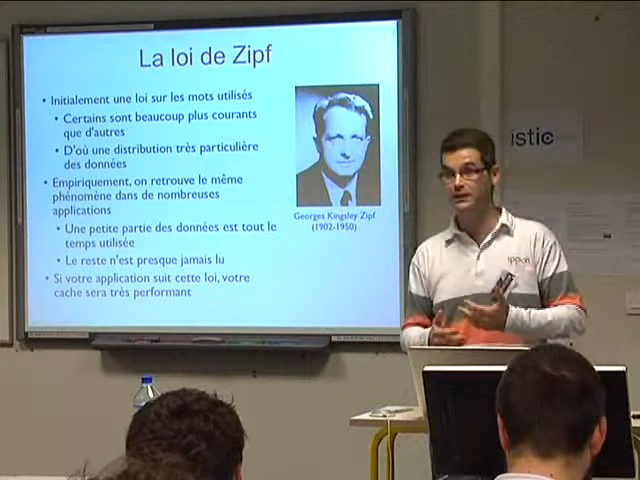 La loi de Zipf
• Initialement une loi sur les mots utilisés
• Certains sont beaucoup plus courants
que d'autres
• D'où une distribution très particulière
des données
• Empiriquement, on retrouve le même
phénomène dans de nombreuses
applications
• Une petite partie des données est tout le
temps utilisée
• Le reste n'est presque jamais lu
• Si votre application suit cette loi, votre
cache sera très performant
Georges Kingsley Zipf
(1902-1950)
istic
ippon